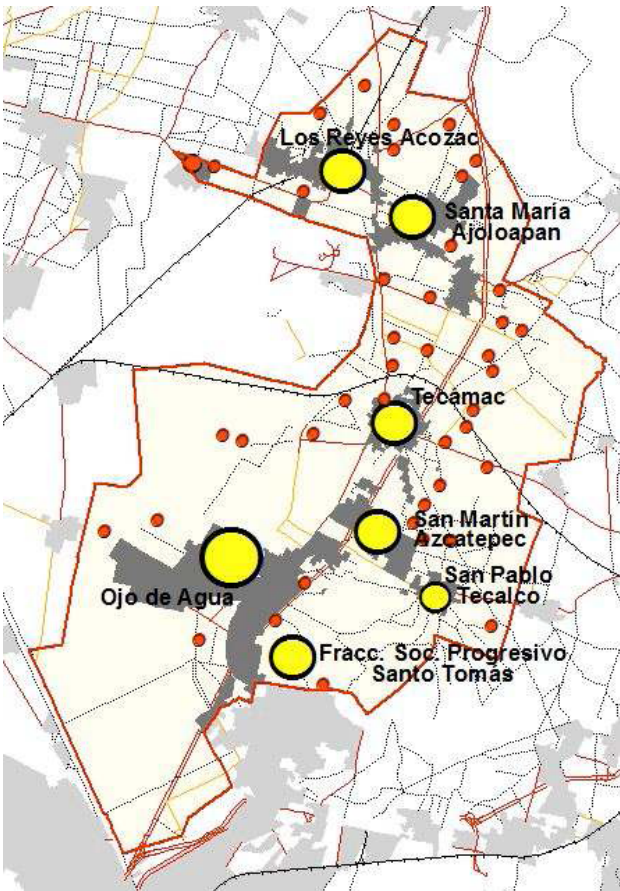 Los Reyes Acozac
Santa Maria
Ajoloapan
Tecamac
San Martin
Azcatepec
San Pablo
Tecalco
Ojo de Agua
Fracc. Soc. Progresivo
Santo Tomás